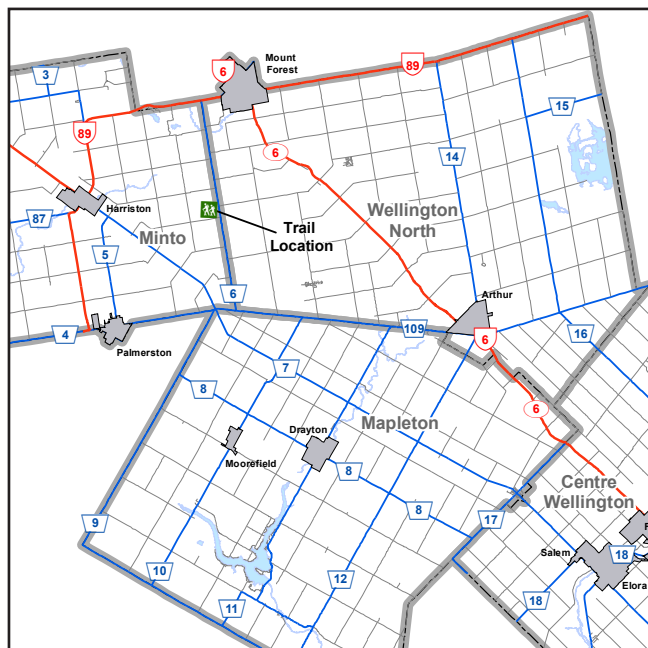 Mount
Forest
6
89
3
15
89
14
6
Harriston
87
Minto
Trail
Location
Wellington
North
5
6
Arthur
4
Palmerston
109
6
16
7
8
6
Drayton
Mapleton
Moorefield
8
8
Centre
Wellington
9
17
F
10
12
Salem
18
11
18
Elora